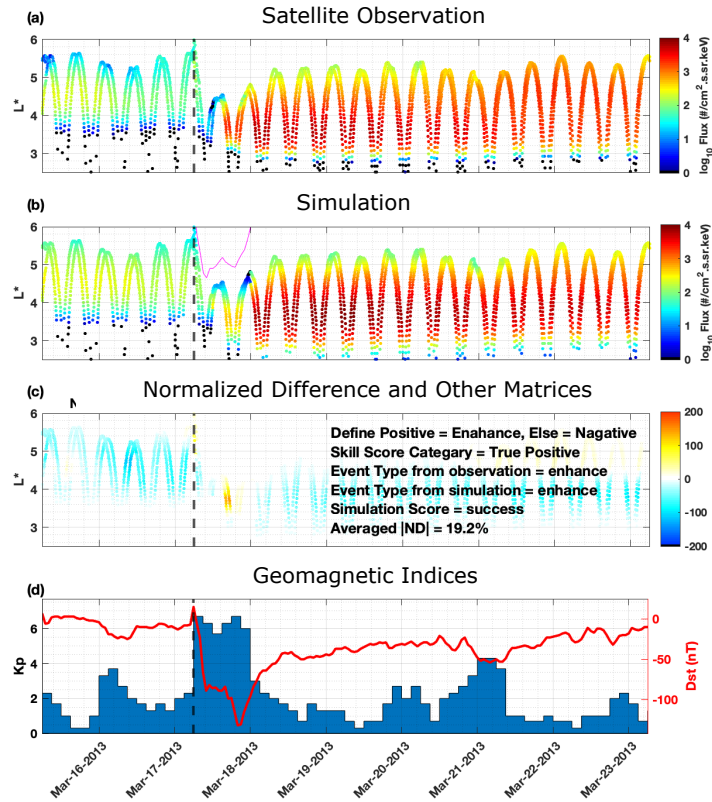 (a) Satellite Observation
6
5
4
3
L*
4
3
2
1
0
log10 Flux (#/cm2.s.sr.keV)
(b) Simulation
6
5
4
3
L*
4
3
2
1
0
log10 Flux (#/cm2.s.sr.keV)
(c) Normalized Difference and Other Matrices
6
5
4
3
L*
Define Positive = Enahance, Else = Nagative
Skill Score Categary = True Positive
Event Type from observation = enhance
Event Type from simulation = enhance
Simulation Score = success
Averaged |ND| = 19.2%
200
100
0
-100
-200
(d) Geomagnetic Indices
6
4
2
0
Kp
0
-50
-100
Dst (nT)
Mar-16-2013
Mar-17-2013
Mar-18-2013
Mar-19-2013
Mar-20-2013
Mar-21-2013
Mar-22-2013
Mar-23-2013